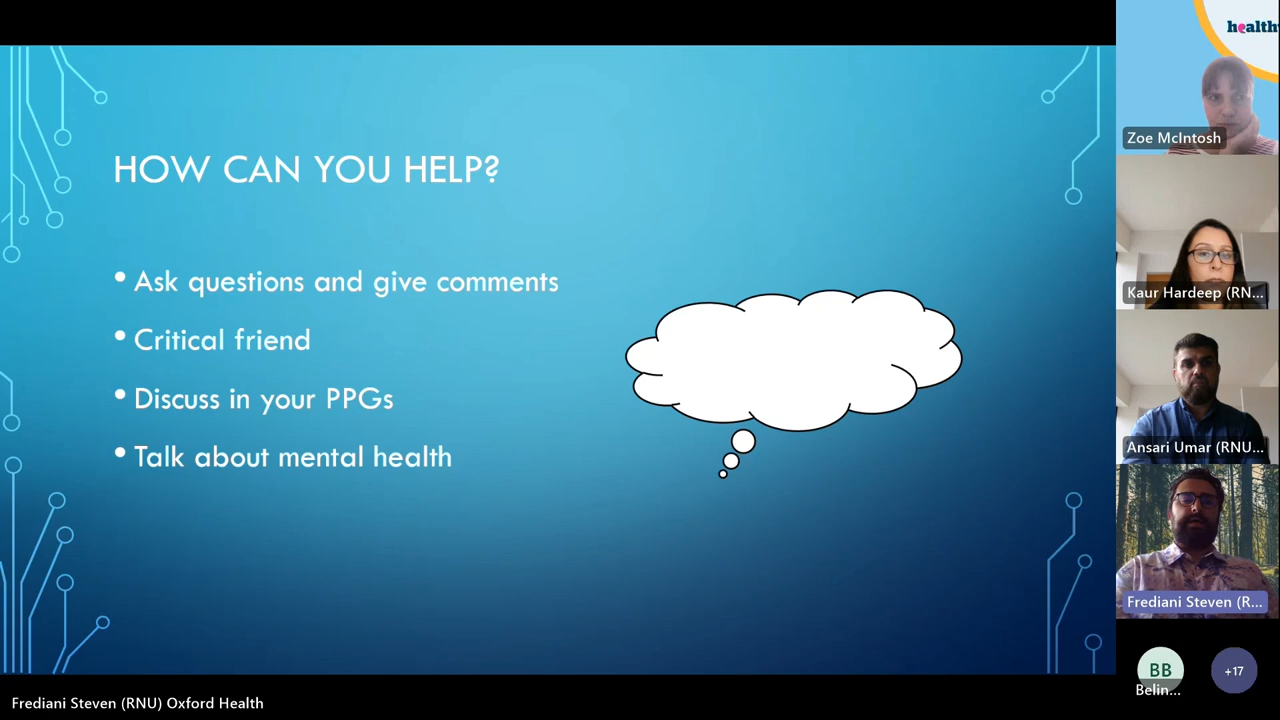 HOW CAN YOU HELP?
• Ask questions and give comments
• Critical friend
• Discuss in your PPGs
• Talk about mental health
health
Zoe McIntosh
Kaur Hardeep (RN...
Ansari Umar (RNU...
Frediani Steven (R...
BB
Belin...
+17
Frediani Steven (RNU) Oxford Health